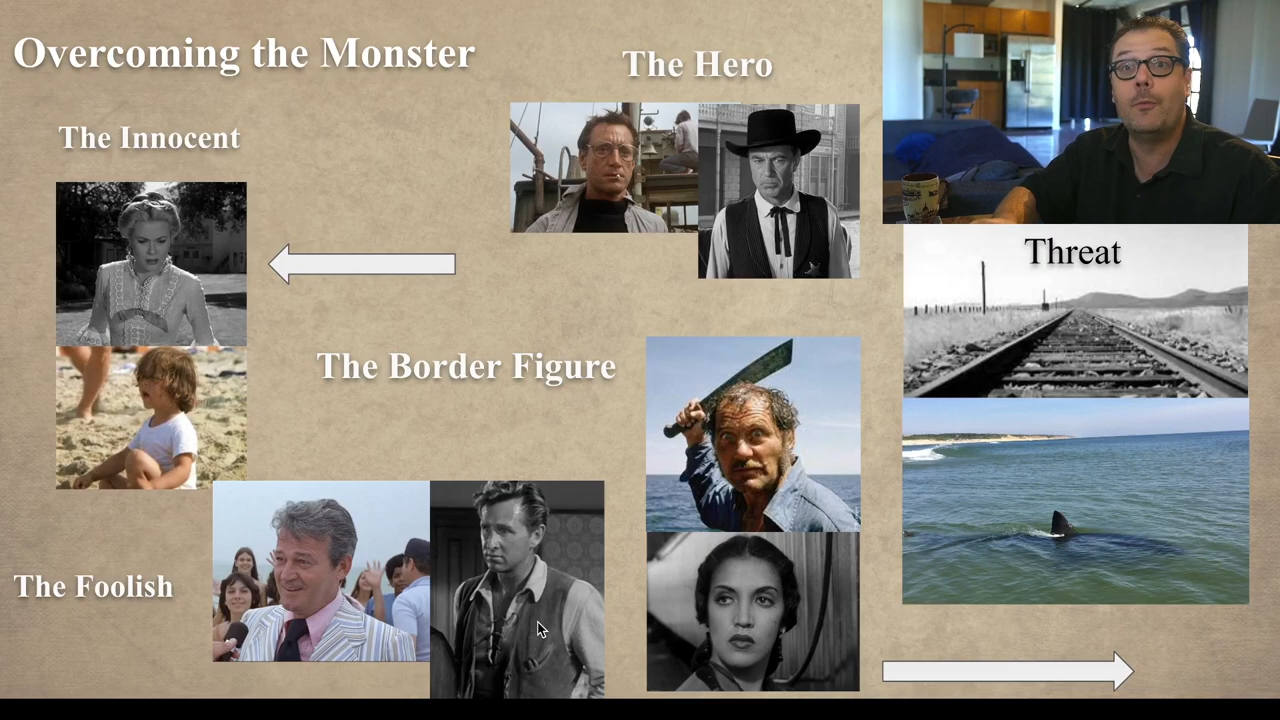 Overcoming the Monster
The Hero
The Innocent
Threat
The Border Figure
The Foolish